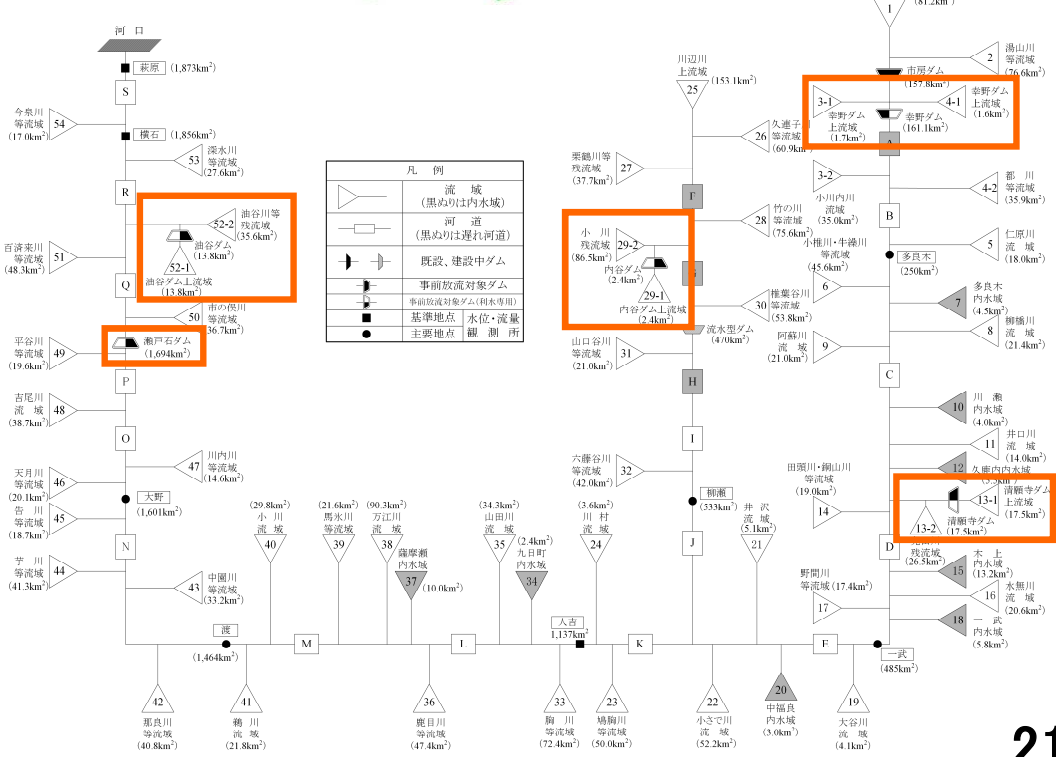 河 口
萩原 (1,873km²)
S
今泉川
等流域
(17.0km²)
54
横石 (1,856km²)
53
深水川
等流域
(27.6km²)
R
52-2
油谷川等
残流域
(35.6km²)
油谷ダム
(13.8km²)
52-1
油谷ダム上流域
(13.8km²)
百済来川
等流域
(48.3km²)
51
Q
50
市の俣川
等流域
(36.7km²)
瀬戸石ダム
(1,694km²)
平谷川
等流域
(19.6km²)
49
P
吉尾川
流 域
(38.7km²)
48
O
47
川内川
等流域
(14.6km²)
天月川
等流域
(20.1km²)
46
大野
(1,601km²)
告 川
等流域
(18.7km²)
45
N
芋 川
等流域
(41.3km²)
44
43
中園川
等流域
(33.2km²)
渡
(1,464km²)
42
那良川
等流域
(40.8km²)
41
鵜 川
等流域
(21.8km²)
(29.8km²)
小 川
流 域
40
M
(21.6km²)
馬氷川
等流域
39
(90.3km²)
万江川
流 域
38
薩摩瀬
内水域
37
(10.0km²)
36
鹿目川
等流域
(47.4km²)
L
(34.3km²)
山田川
流 域
35
(2.4km²)
九日町
内水域
34
33
胸 川
等流域
(72.4km²)
人吉
1,137km²
(3.6km²)
川 村
流 域
24
23
鳩胸川
等流域
(50.0km²)
K
凡 例
流 域
(黒ぬりは内水域)
河 道
(黒ぬりは遅れ河道)
既設、建設中ダム
事前放流対象ダム
事前放流対象ダム(利水専用)
基準地点 水位・流量
主要地点 観 測 所
川辺川
上流域
25
(153.1km²)
26
久連子川
等流域
(60.9km²)
栗鶴川等
残流域
(37.7km²)
27
F
28
竹の川
等流域
(75.6km²)
小 川
残流域
(86.5km²)
29-2
内谷ダム
(2.4km²)
29-1
内谷ダム上流域
(2.4km²)
G
30
椎葉谷川
等流域
(53.8km²)
流水型ダム
(470km²)
山口谷川
等流域
(21.0km²)
31
H
I
六藤谷川
等流域
(42.0km²)
32
柳瀬
(533km²)
J
22
小さで川
流 域
(52.2km²)
井 沢
流 域
(5.1km²)
21
20
中福良
内水域
(3.0km²)
E
19
大谷川
流 域
(4.1km²)
一武
(485km²)
1
(81.2km²)
2
湯山川
等流域
(76.6km²)
市房ダム
(157.8km²)
3-1
幸野ダム
上流域
(1.7km²)
4-1
幸野ダム
上流域
(1.6km²)
幸野ダム
(161.1km²)
A
3-2
小川内川
流域
(35.0km²)
4-2
都 川
等流域
(35.9km²)
B
5
仁原川
流 域
(18.0km²)
多良木
(250km²)
小椎川・牛繰川
等流域
(45.6km²)
6
7
多良木
内水域
(4.5km²)
8
柳橋川
流 域
(21.4km²)
阿蘇川
流 域
(21.0km²)
9
C
10
川 瀬
内水域
(4.0km²)
11
井口川
流 域
(14.0km²)
12
久鹿内内水域
田頭川・銅山川
等流域
(19.0km²)
14
13-1
清願寺ダム
上流域
(17.5km²)
清願寺ダム
(17.5km²)
13-2
残流域
(26.5km²)
D
15
木 上
内水域
(13.2km²)
16
水無川
流 域
(20.6km²)
野間川
等流域 (17.4km²)
17
18
一 武
内水域
(5.8km²)
21